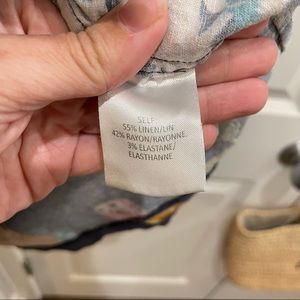 SELF:
55% LINEN/LIN
42% RAYON/RAYONNE
3% ELASTANE/
ELASTHANNE